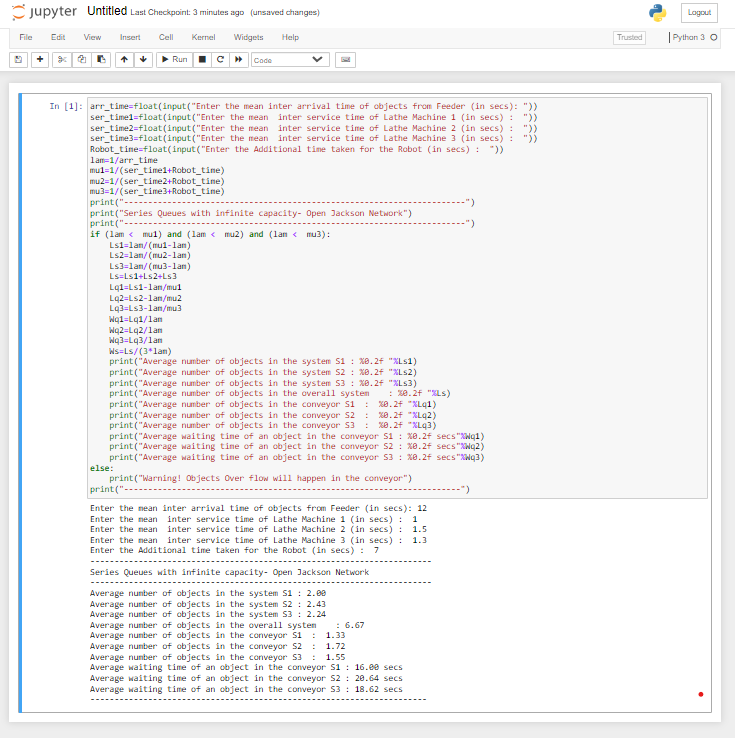 jupyter Untitled Last Checkpoint: 3 minutes ago (unsaved changes) Logout
File Edit View Insert Cell Kernel Widgets Help Trusted Python 3
Run Code
In [1]: arr_time=float(input("Enter the mean inter arrival time of objects from Feeder (in secs): "))
ser_time1=float(input("Enter the mean  inter service time of Lathe Machine 1 (in secs) :  "))
ser_time2=float(input("Enter the mean  inter service time of Lathe Machine 2 (in secs) :  "))
ser_time3=float(input("Enter the mean  inter service time of Lathe Machine 3 (in secs) :  "))
Robot_time=float(input("Enter the Additional time taken for the Robot (in secs) :  "))
lam=1/arr_time
mu1=1/(ser_time1+Robot_time)
mu2=1/(ser_time2+Robot_time)
mu3=1/(ser_time3+Robot_time)
print("-----------------------------------------------------------------------")
print("Series Queues with infinite capacity- Open Jackson Network")
print("-----------------------------------------------------------------------")
if (lam <  mu1) and (lam <  mu2) and (lam <  mu3):
    Ls1=lam/(mu1-lam)
    Ls2=lam/(mu2-lam)
    Ls3=lam/(mu3-lam)
    Ls=Ls1+Ls2+Ls3
    Lq1=Ls1-lam/mu1
    Lq2=Ls2-lam/mu2
    Lq3=Ls3-lam/mu3
    Wq1=Lq1/lam
    Wq2=Lq2/lam
    Wq3=Lq3/lam
    Ws=Ls/(3*lam)
    print("Average number of objects in the system S1 : %0.2f "%Ls1)
    print("Average number of objects in the system S2 : %0.2f "%Ls2)
    print("Average number of objects in the system S3 : %0.2f "%Ls3)
    print("Average number of objects in the overall system    : %0.2f "%Ls)
    print("Average number of objects in the conveyor S1  :  %0.2f "%Lq1)
    print("Average number of objects in the conveyor S2  :  %0.2f "%Lq2)
    print("Average number of objects in the conveyor S3  :  %0.2f "%Lq3)
    print("Average waiting time of an object in the conveyor S1 : %0.2f secs"%Wq1)
    print("Average waiting time of an object in the conveyor S2 : %0.2f secs"%Wq2)
    print("Average waiting time of an object in the conveyor S3 : %0.2f secs"%Wq3)
else:
    print("Warning! Objects Over flow will happen in the conveyor")
print("----------------------------------------------------------------------")
Enter the mean inter arrival time of objects from Feeder (in secs): 12
Enter the mean  inter service time of Lathe Machine 1 (in secs) :  1
Enter the mean  inter service time of Lathe Machine 2 (in secs) :  1.5
Enter the mean  inter service time of Lathe Machine 3 (in secs) :  1.3
Enter the Additional time taken for the Robot (in secs) :  7
-----------------------------------------------------------------------
Series Queues with infinite capacity- Open Jackson Network
-----------------------------------------------------------------------
Average number of objects in the system S1 : 2.00
Average number of objects in the system S2 : 2.43
Average number of objects in the system S3 : 2.24
Average number of objects in the overall system    : 6.67
Average number of objects in the conveyor S1  :  1.33
Average number of objects in the conveyor S2  :  1.72
Average number of objects in the conveyor S3  :  1.55
Average waiting time of an object in the conveyor S1 : 16.00 secs
Average waiting time of an object in the conveyor S2 : 20.64 secs
Average waiting time of an object in the conveyor S3 : 18.62 secs
----------------------------------------------------------------------